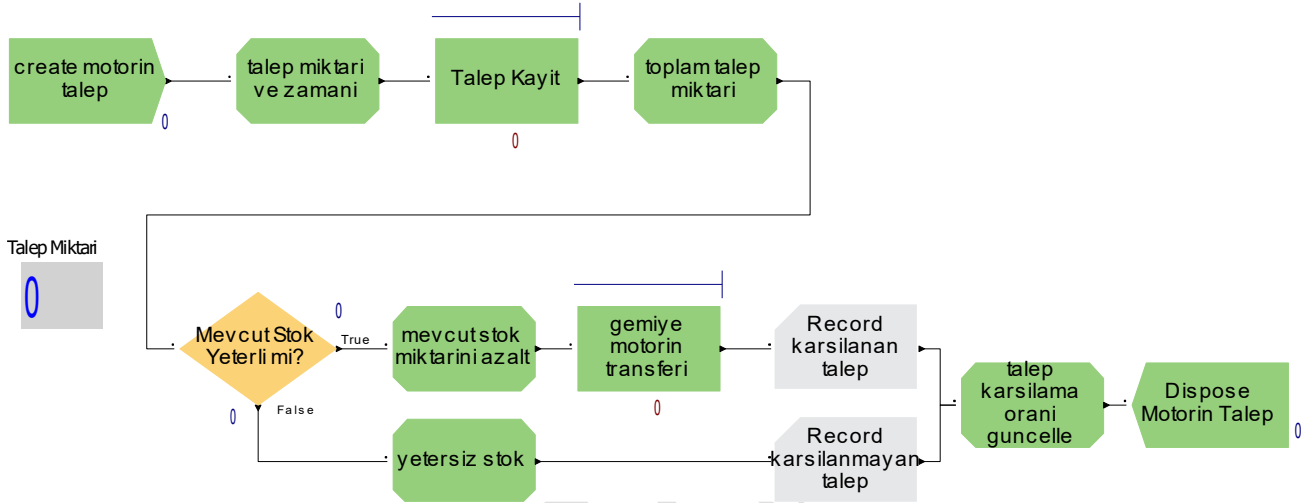 create motorin
talep
0
talep miktari
ve zamani
Talep Kayit
0
toplam talep
miktari
Talep Miktari
0
Mevcut Stok
Yeterli mi?
0
True
0
False
mevcut stok
miktarini azalt
gemiye
motorin
transferi
0
Record
karsilanan
talep
yetersiz stok
Record
karsilanmayan
talep
talep
karsilama
orani
guncelle
Dispose
Motorin Talep
0